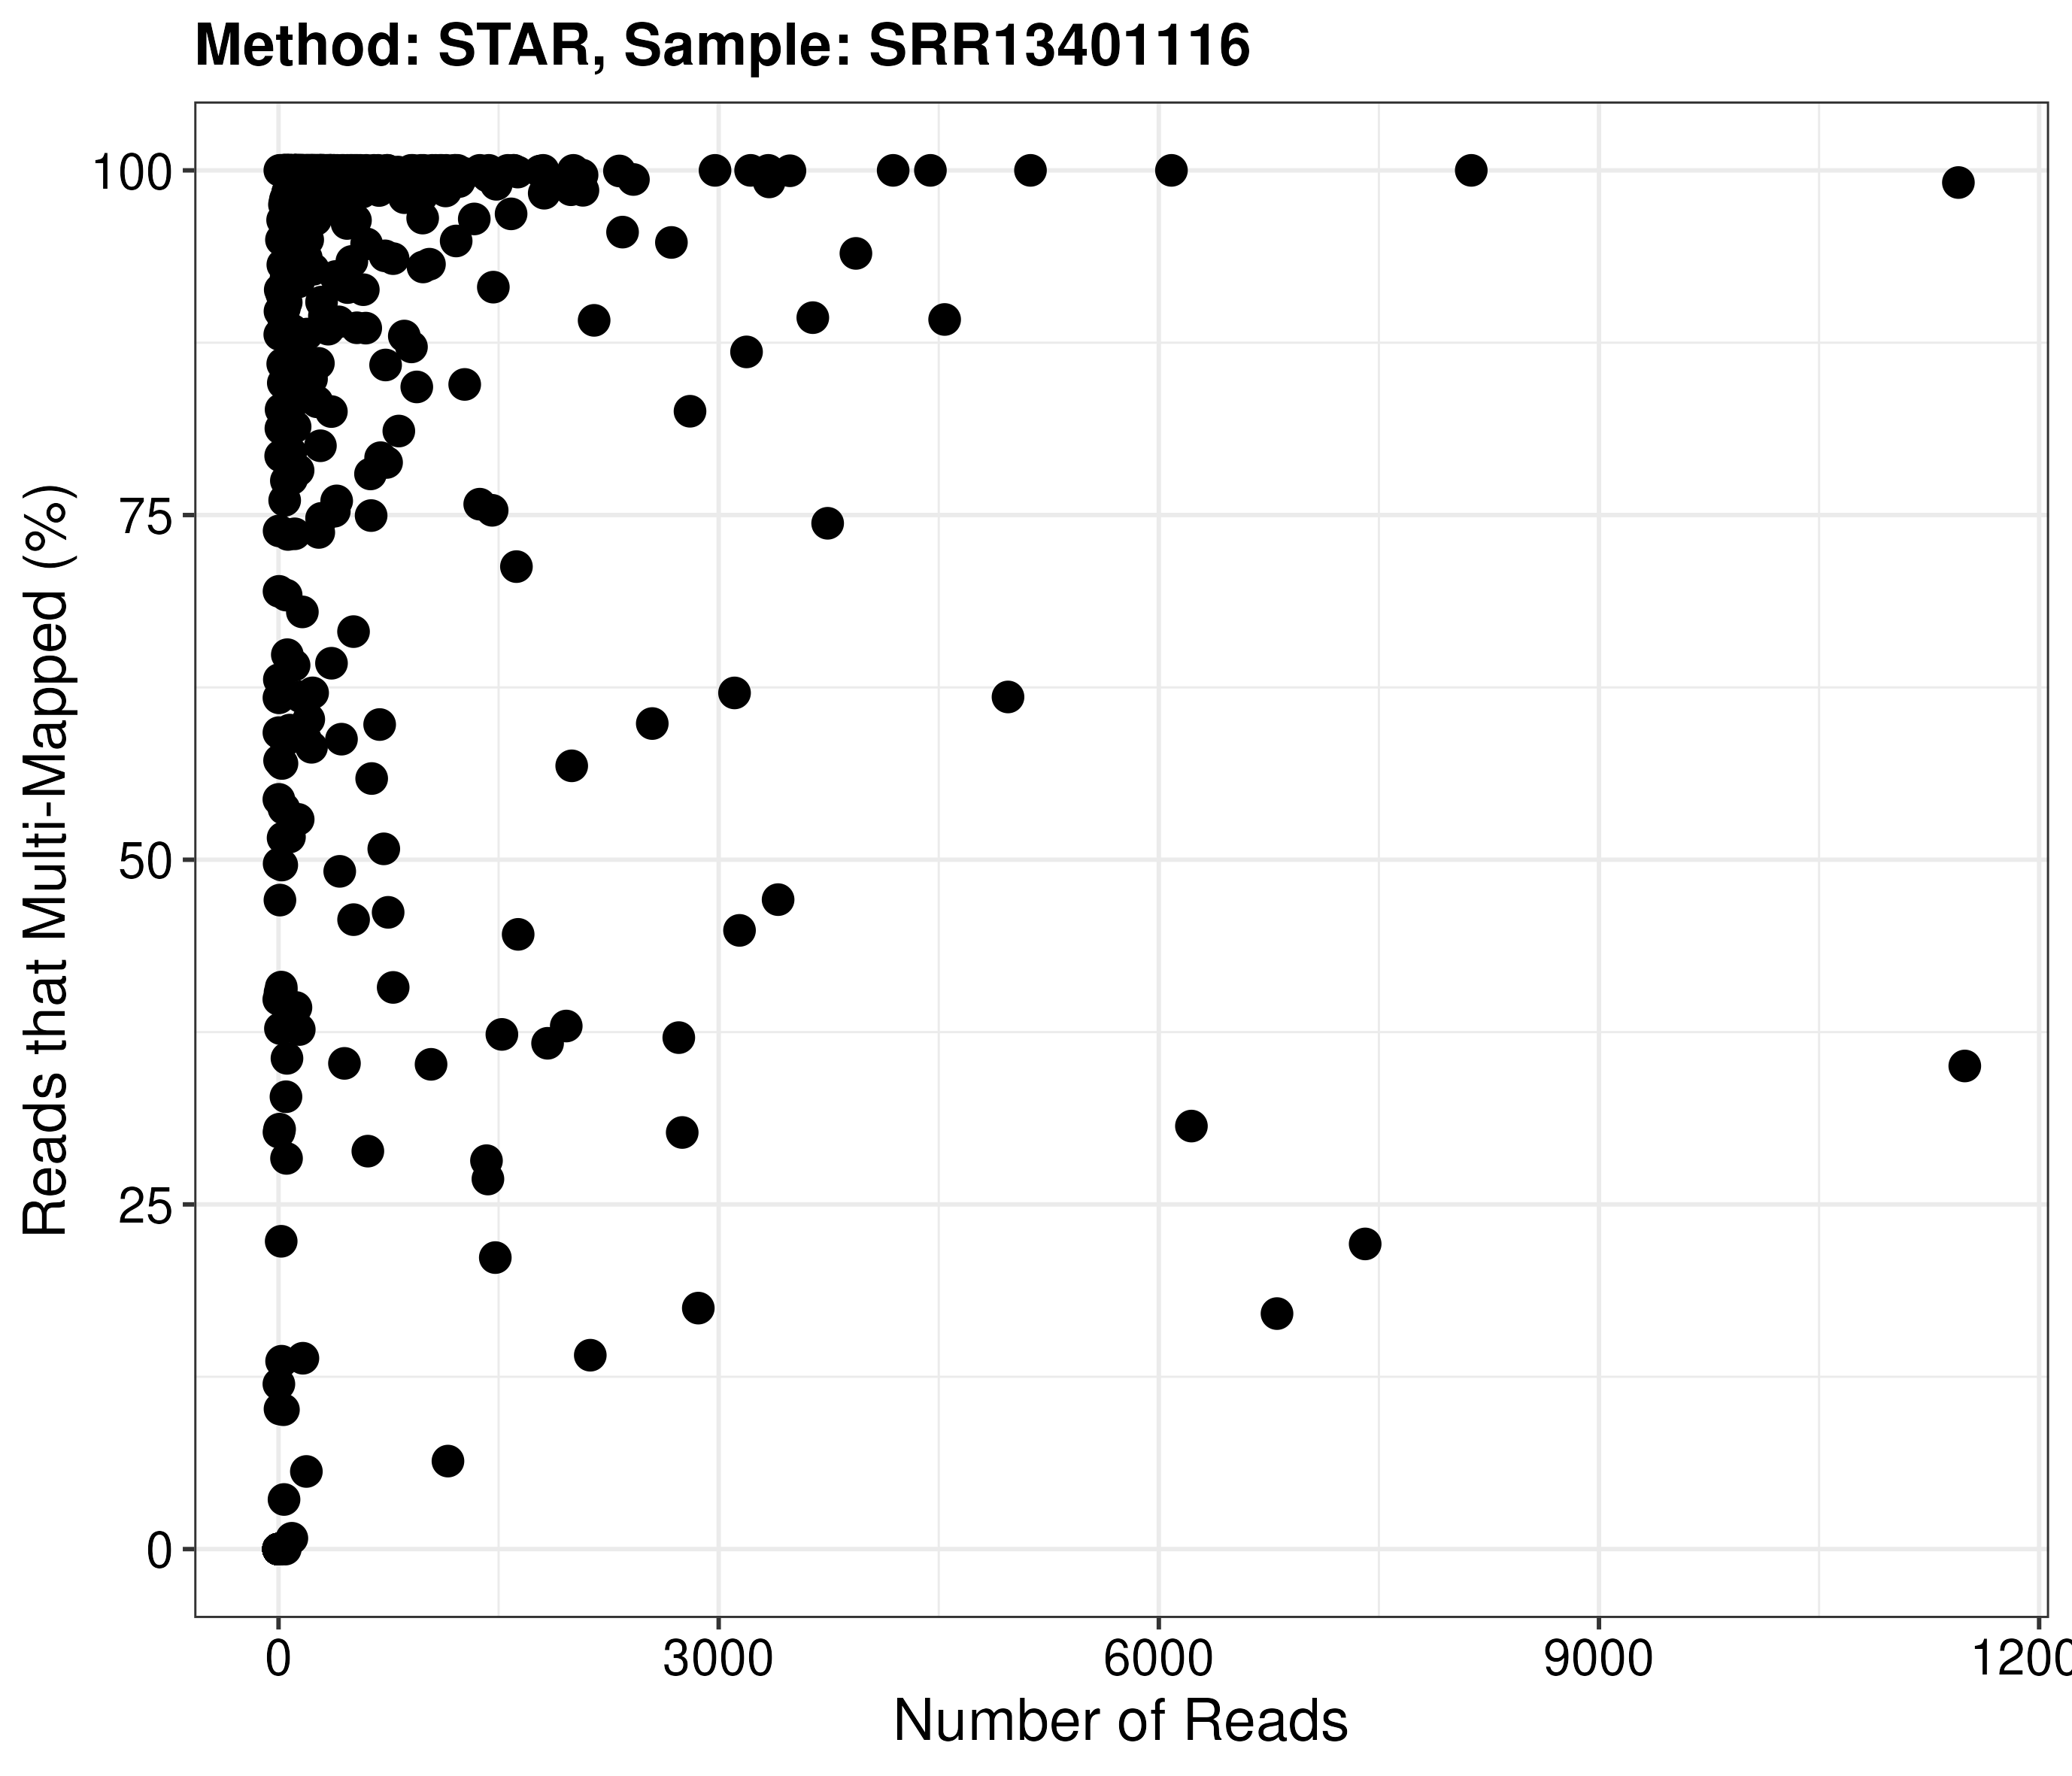 Method: STAR, Sample: SRR13401116
Reads that Multi-Mapped (%)
100
75
50
25
0
0 3000 6000 9000 1200
Number of Reads